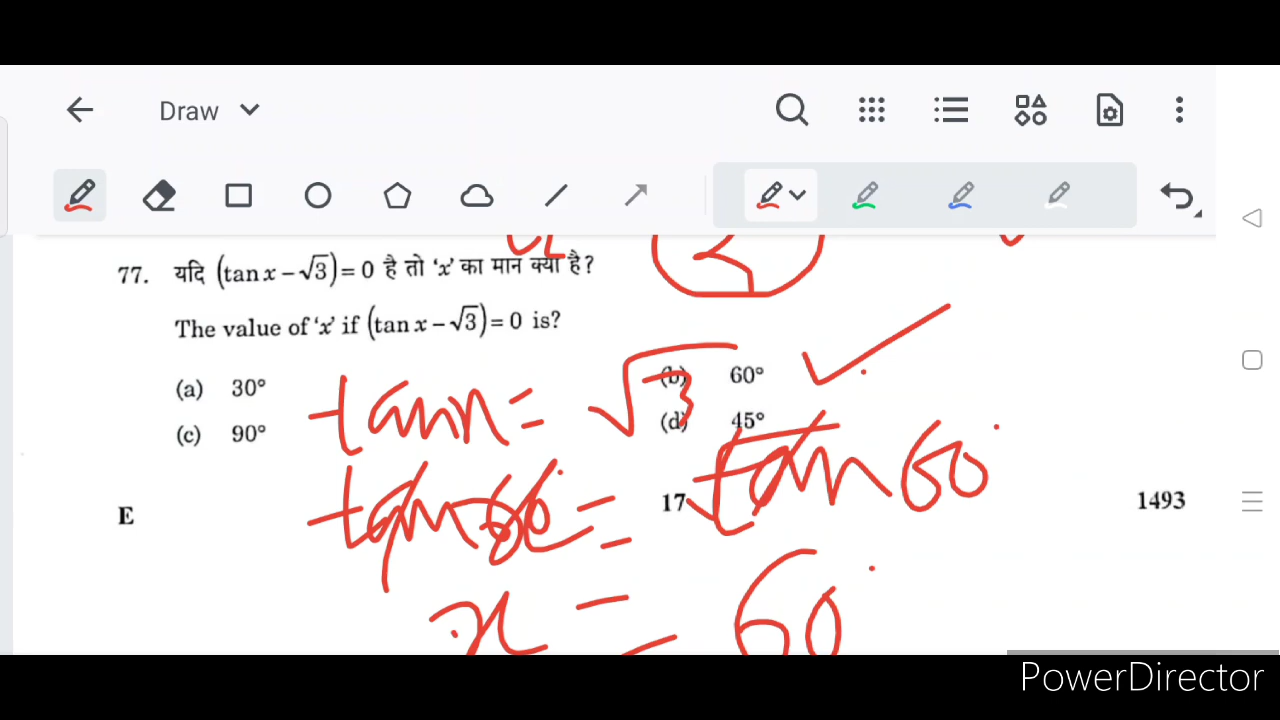 Draw
77. यदि (tan x − √3) = 0 है तो 'x' का मान क्या है?
The value of 'x' if (tan x − √3) = 0 is?
(a) 30° (b) 60°
(c) 90° (d) 45°
tan x = √3
tan = tan 60°
x = 60°
E 17 1493
PowerDirector